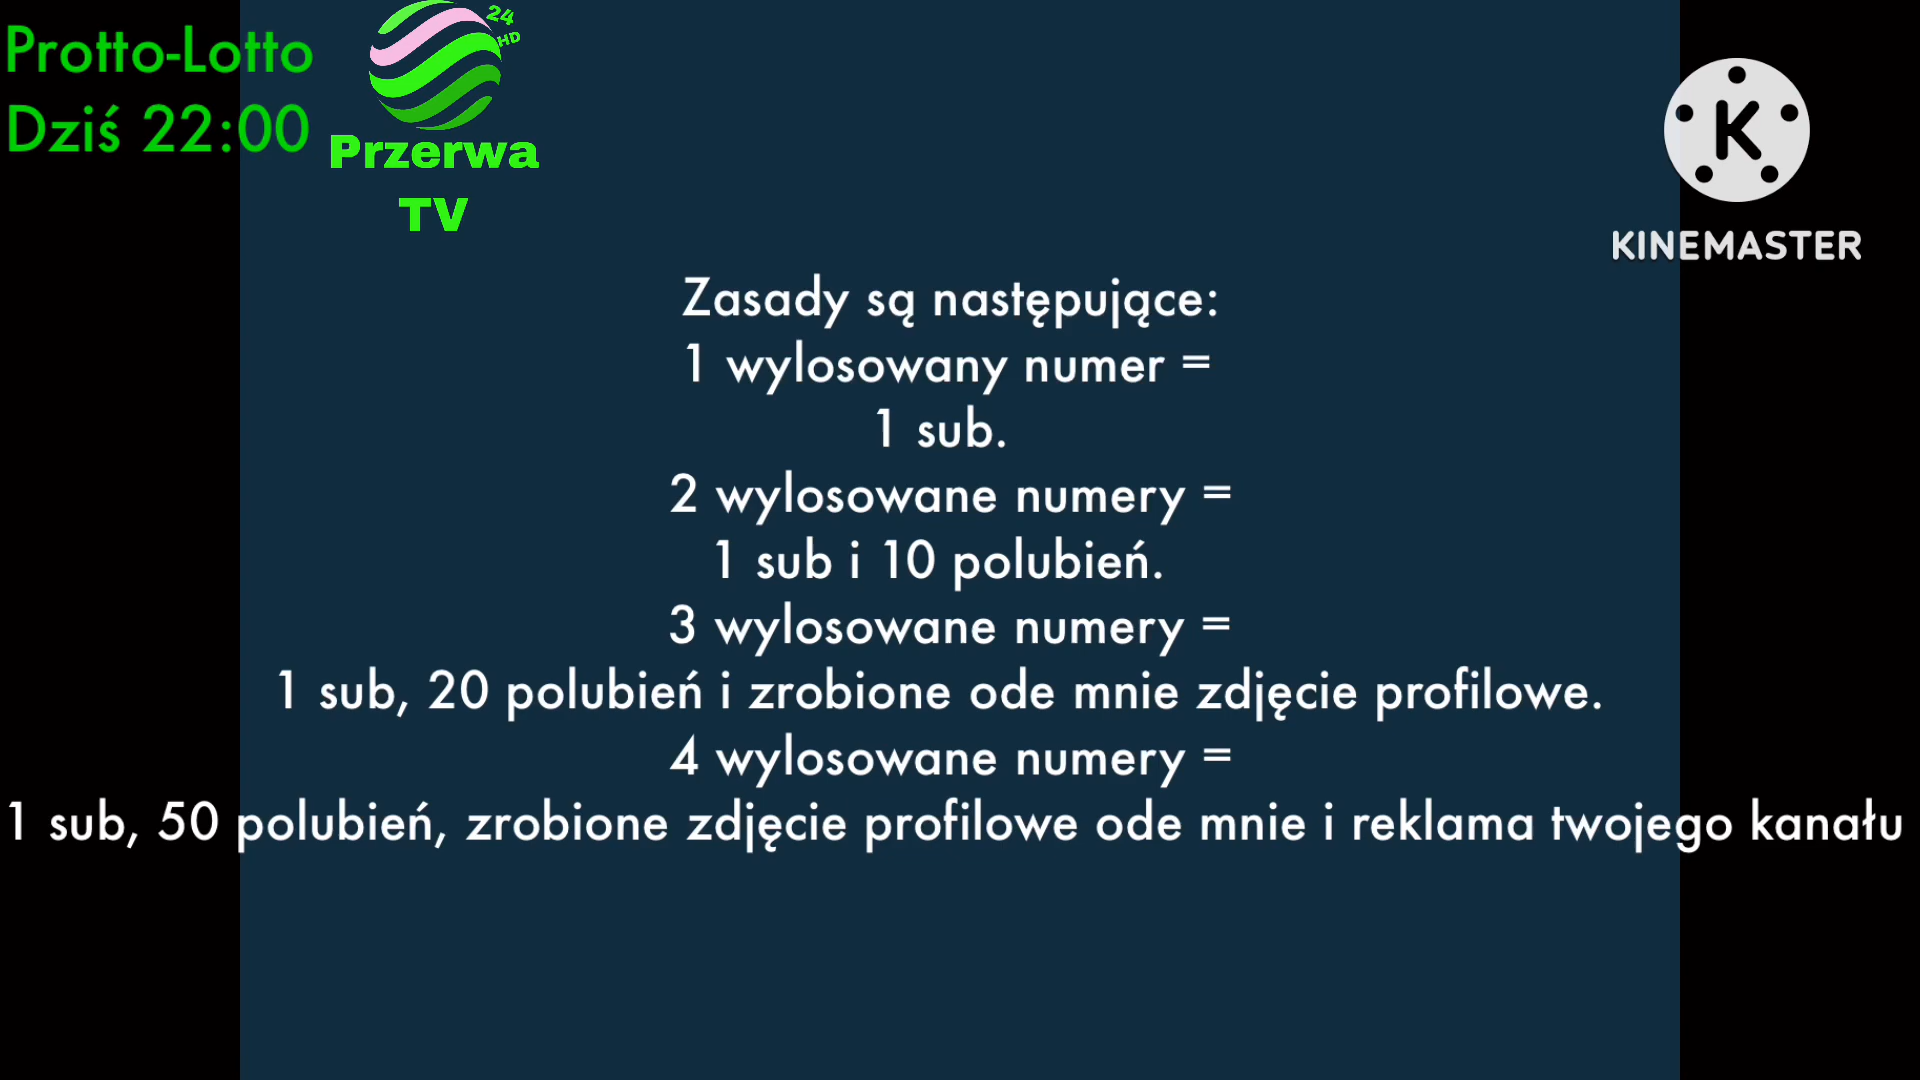 Protto-Lotto
Dziś 22:00
24
HD
Przerwa
TV
KINEMASTER
Zasady są następujące:
1 wylosowany numer =
1 sub.
2 wylosowane numery =
1 sub i 10 polubień.
3 wylosowane numery =
1 sub, 20 polubień i zrobione ode mnie zdjęcie profilowe.
4 wylosowane numery =
1 sub, 50 polubień, zrobione zdjęcie profilowe ode mnie i reklama twojego kanału